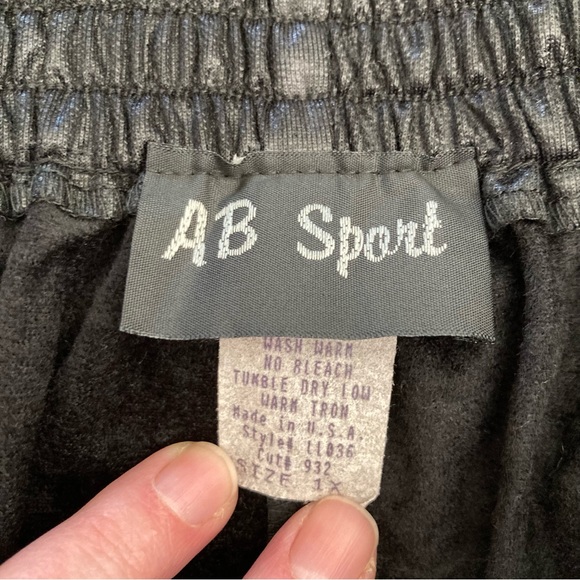 AB Sport
WASH WARM
NO BLEACH
TUMBLE DRY LOW
WARM IRON
Made In U.S.A.
Style# LL036
Cut# 932
SIZE 1X